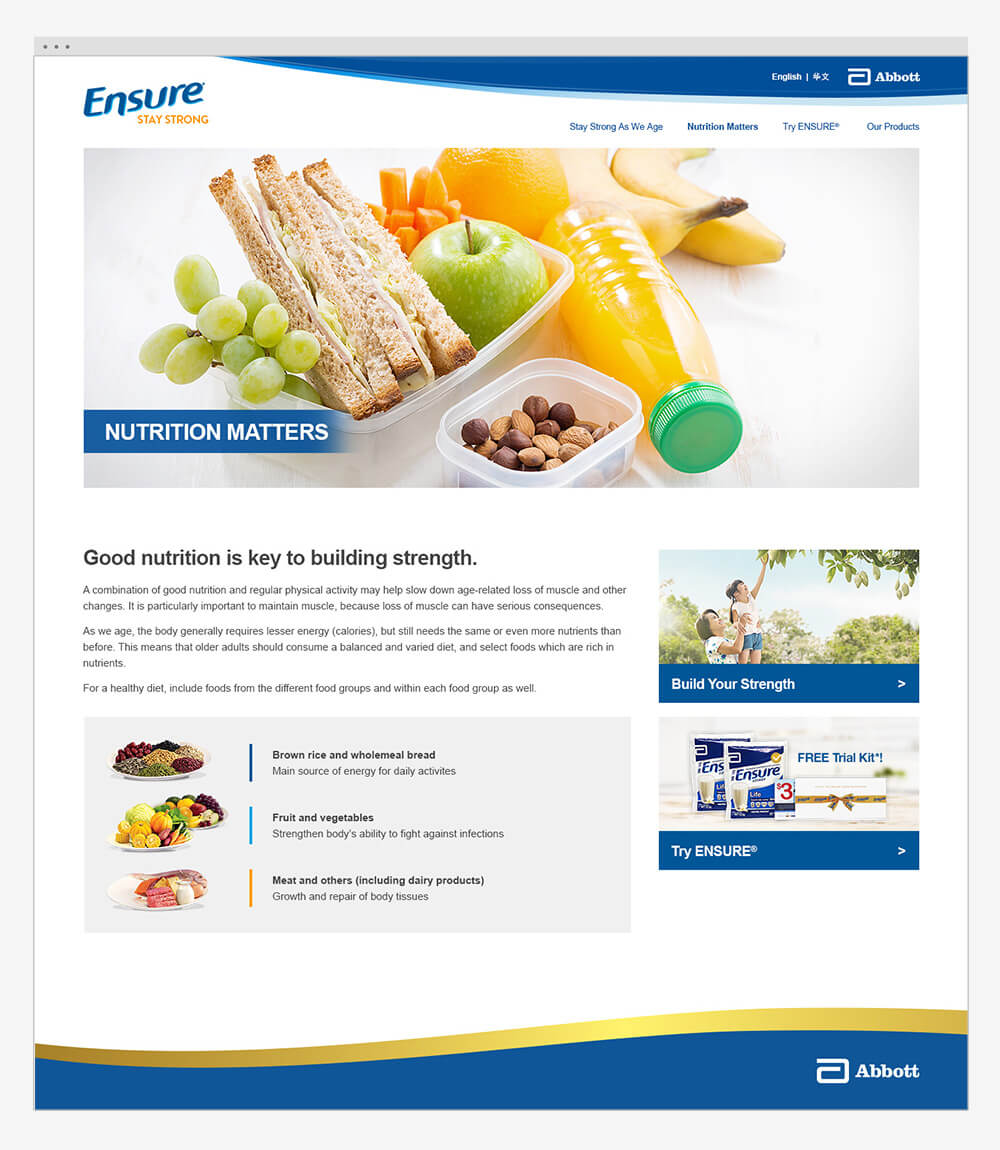 English | 华文
Abbott
Ensure
STAY STRONG
Stay Strong As We Age
Nutrition Matters
Try ENSURE®
Our Products
NUTRITION MATTERS
Good nutrition is key to building strength.
A combination of good nutrition and regular physical activity may help slow down age-related loss of muscle and other
changes. It is particularly important to maintain muscle, because loss of muscle can have serious consequences.
As we age, the body generally requires lesser energy (calories), but still needs the same or even more nutrients than
before. This means that older adults should consume a balanced and varied diet, and select foods which are rich in
nutrients.
For a healthy diet, include foods from the different food groups and within each food group as well.
Brown rice and wholemeal bread
Main source of energy for daily activites
Fruit and vegetables
Strengthen body's ability to fight against infections
Meat and others (including dairy products)
Growth and repair of body tissues
Build Your Strength >
FREE Trial Kit*!
Ens
Ensure
Life
Life
$3
Try ENSURE® >
Abbott